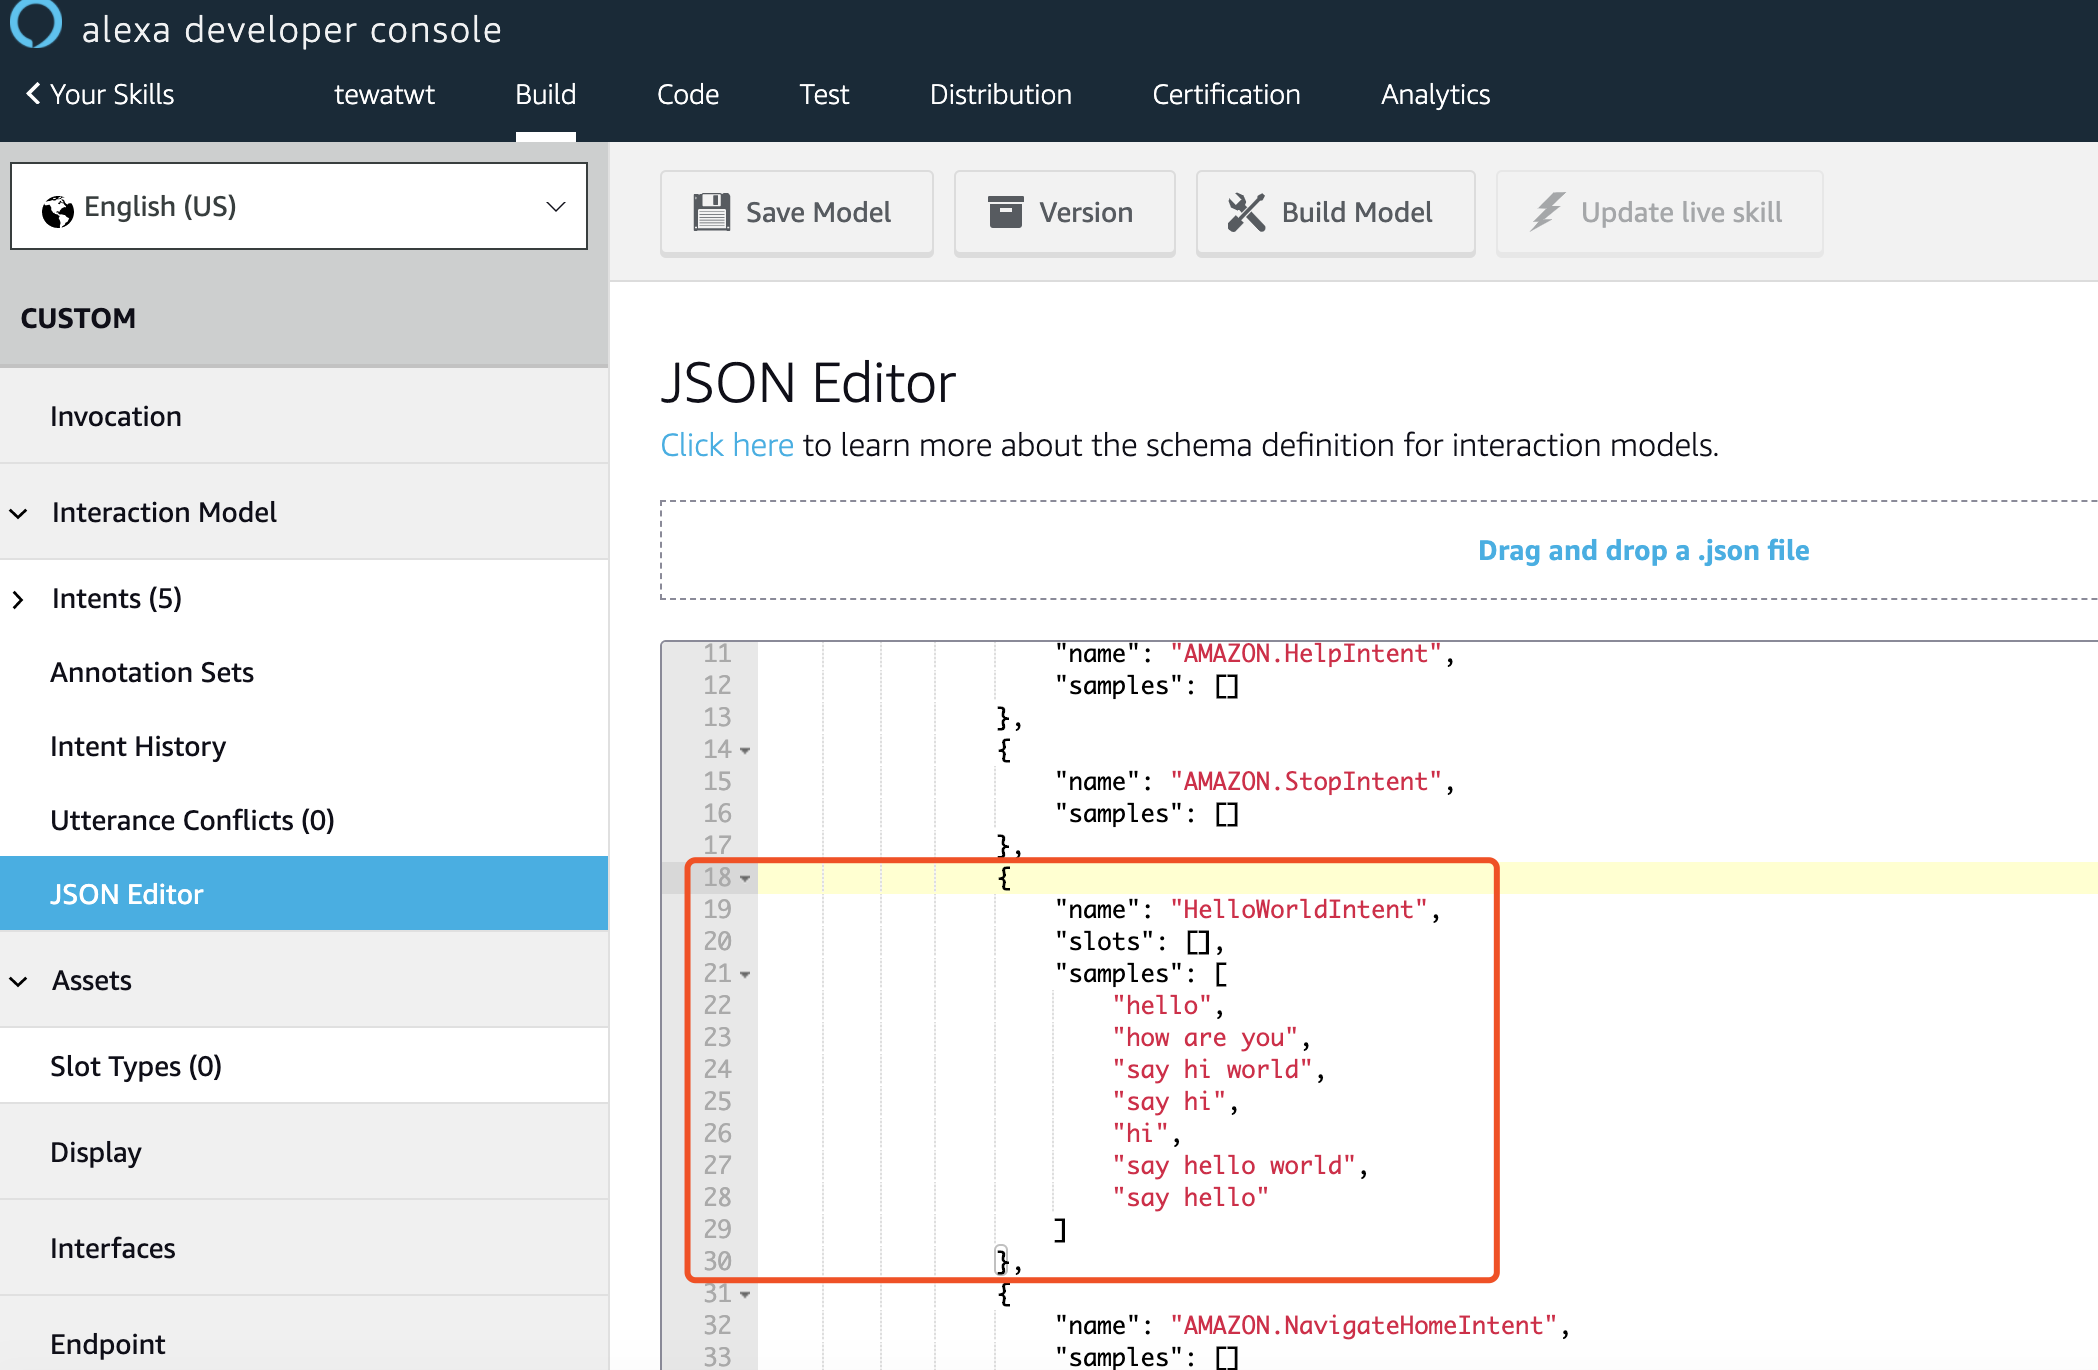 alexa developer console
Your Skills
tewatwt
Build
Code
Test
Distribution
Certification
Analytics
English (US)
Save Model
Version
Build Model
Update live skill
CUSTOM
Invocation
Interaction Model
Intents (5)
Annotation Sets
Intent History
Utterance Conflicts (0)
JSON Editor
Assets
Slot Types (0)
Display
Interfaces
Endpoint
JSON Editor
Click here to learn more about the schema definition for interaction models.
Drag and drop a .json file
11 "name": "AMAZON.HelpIntent",
12 "samples": []
13 },
14 {
15 "name": "AMAZON.StopIntent",
16 "samples": []
17 },
18 {
19 "name": "HelloWorldIntent",
20 "slots": [],
21 "samples": [
22 "hello",
23 "how are you",
24 "say hi world",
25 "say hi",
26 "hi",
27 "say hello world",
28 "say hello"
29 ]
30 },
31 {
32 "name": "AMAZON.NavigateHomeIntent",
33 "samples": []